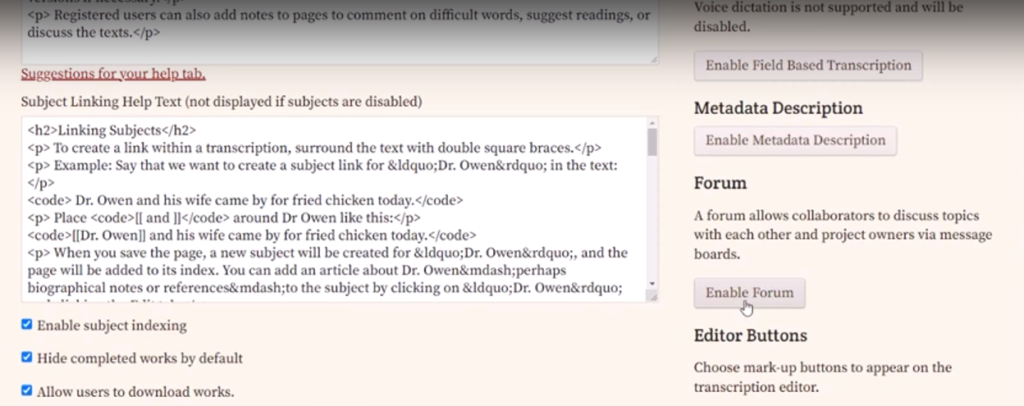 <p> Registered users can also add notes to pages to comment on difficult words, suggest readings, or
discuss the texts.</p>
Suggestions for your help tab.
Subject Linking Help Text (not displayed if subjects are disabled)
<h2>Linking Subjects</h2>
<p> To create a link within a transcription, surround the text with double square braces.</p>
<p> Example: Say that we want to create a subject link for &ldquo;Dr. Owen&rdquo; in the text:
</p>
<code> Dr. Owen and his wife came by for fried chicken today.</code>
<p> Place <code>[[ and ]]</code> around Dr Owen like this:</p>
<code>[[Dr. Owen]] and his wife came by for fried chicken today.</code>
<p> When you save the page, a new subject will be created for &ldquo;Dr. Owen&rdquo;, and the
page will be added to its index. You can add an article about Dr. Owen&mdash;perhaps
biographical notes or references&mdash;to the subject by clicking on &ldquo;Dr. Owen&rdquo;
Enable subject indexing
Hide completed works by default
Allow users to download works.
Voice dictation is not supported and will be
disabled.
Enable Field Based Transcription
Metadata Description
Enable Metadata Description
Forum
A forum allows collaborators to discuss topics
with each other and project owners via message
boards.
Enable Forum
Editor Buttons
Choose mark-up buttons to appear on the
transcription editor.